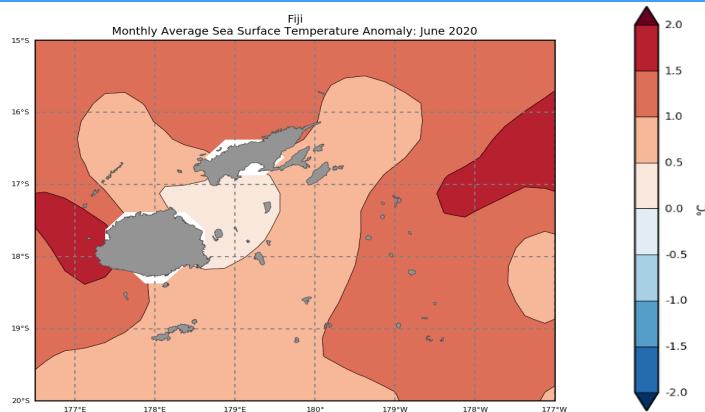 Fiji
Monthly Average Sea Surface Temperature Anomaly: June 2020
15°S
16°S
17°S
18°S
19°S
20°S
177°E
178°E
179°E
180°
179°W
178°W
177°W
2.0
1.5
1.0
0.5
0.0
-0.5
-1.0
-1.5
-2.0
°C